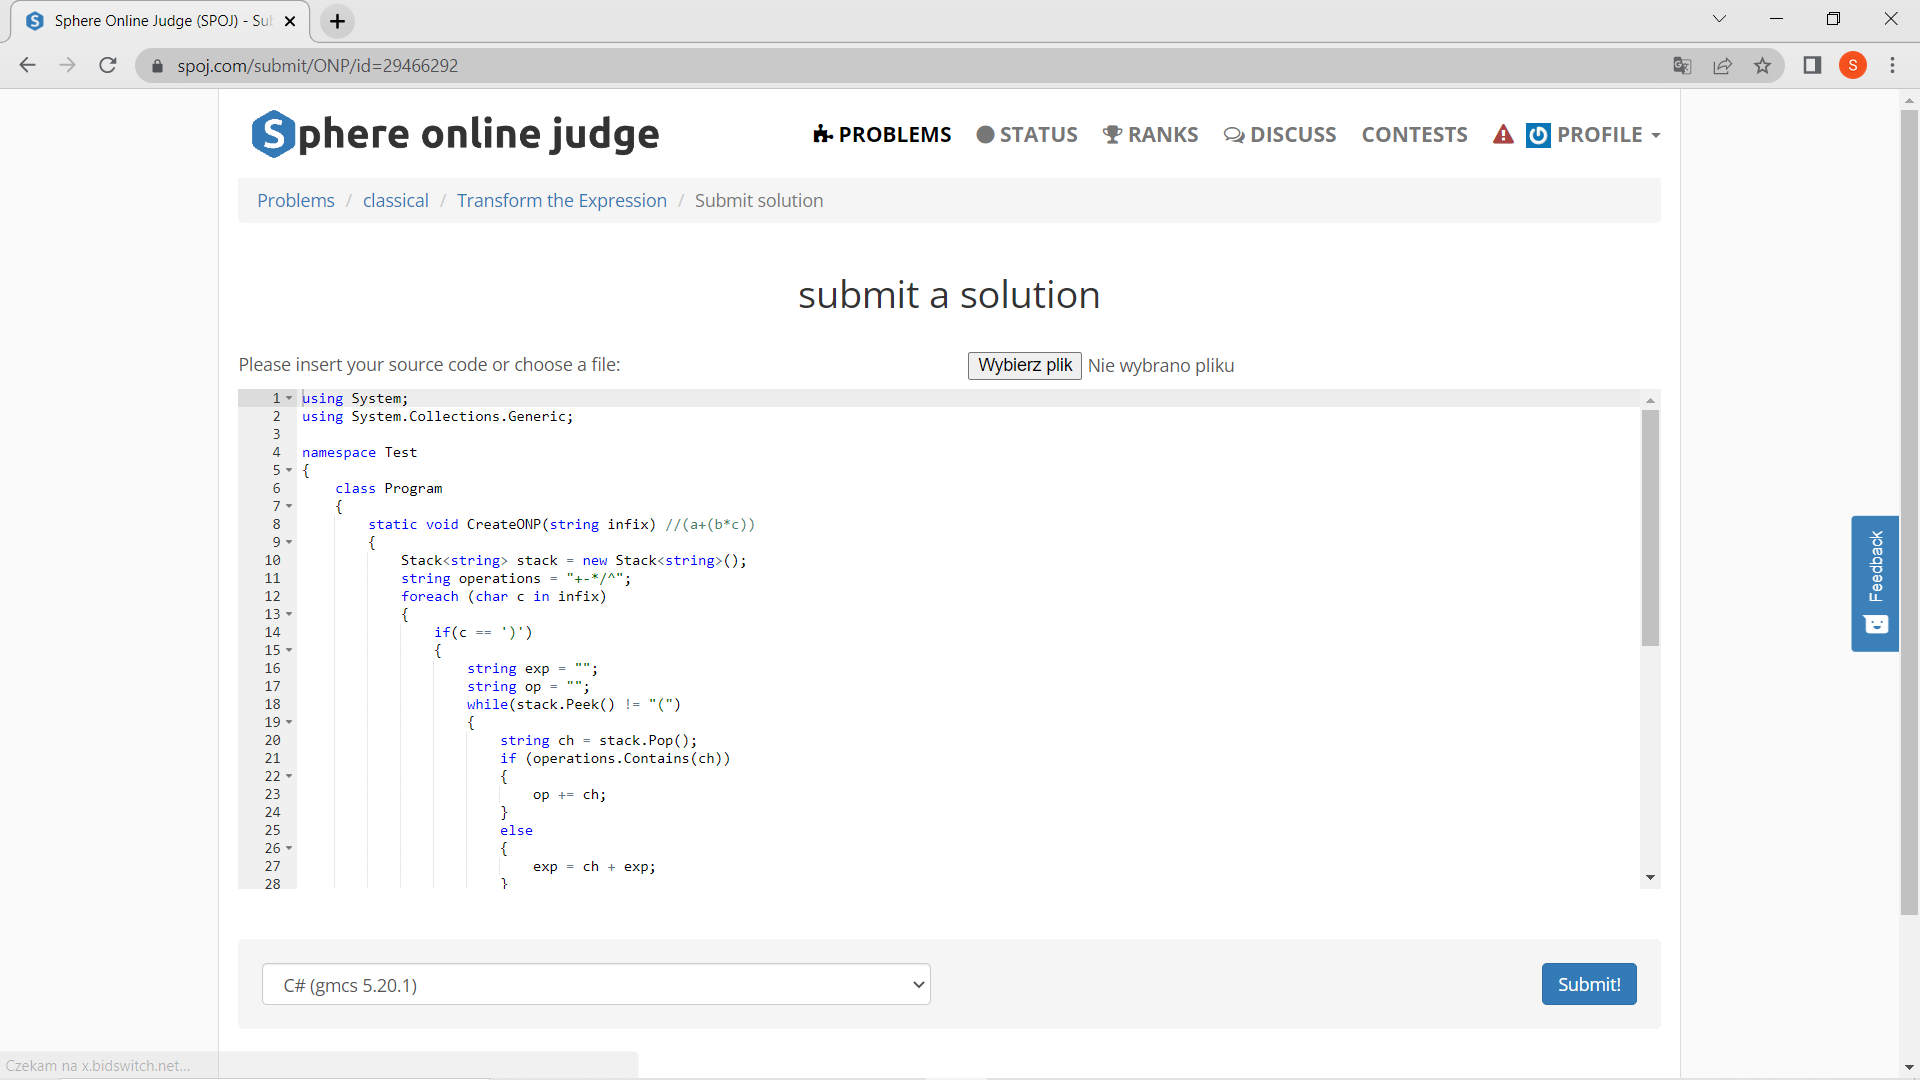 Sphere Online Judge (SPOJ) - Su
spoj.com/submit/ONP/id=29466292
S
Sphere online judge
PROBLEMS STATUS RANKS DISCUSS CONTESTS PROFILE
Problems / classical / Transform the Expression / Submit solution
submit a solution
Please insert your source code or choose a file: Wybierz plik Nie wybrano pliku
1 using System;
2 using System.Collections.Generic;
3
4 namespace Test
5 {
6 class Program
7 {
8 static void CreateONP(string infix) //(a+(b*c))
9 {
10 Stack<string> stack = new Stack<string>();
11 string operations = "+-*/^";
12 foreach (char c in infix)
13 {
14 if(c == ')')
15 {
16 string exp = "";
17 string op = "";
18 while(stack.Peek() != "(")
19 {
20 string ch = stack.Pop();
21 if (operations.Contains(ch))
22 {
23 op += ch;
24 }
25 else
26 {
27 exp = ch + exp;
28 }
Feedback
C# (gmcs 5.20.1)
Submit!
Czekam na x.bidswitch.net...